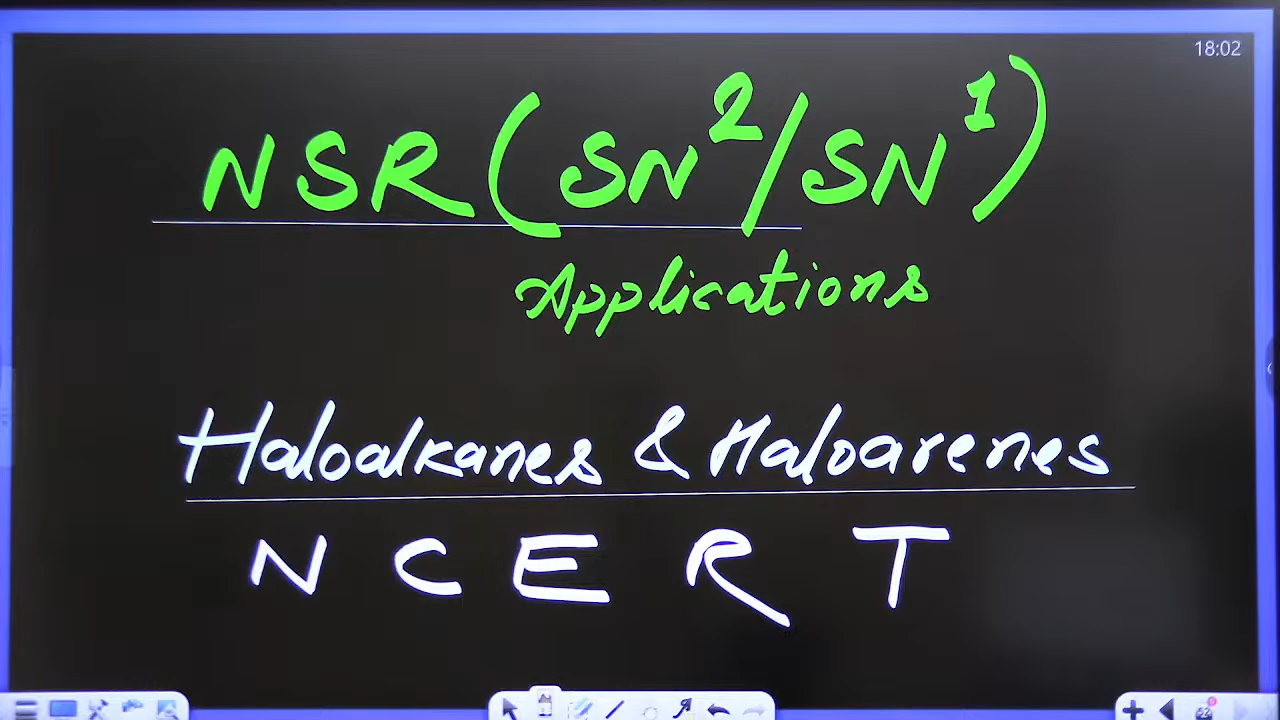 18:02
NSR (SN²/SN¹)
Applications
Haloalkanes & Haloarenes
N C E R T